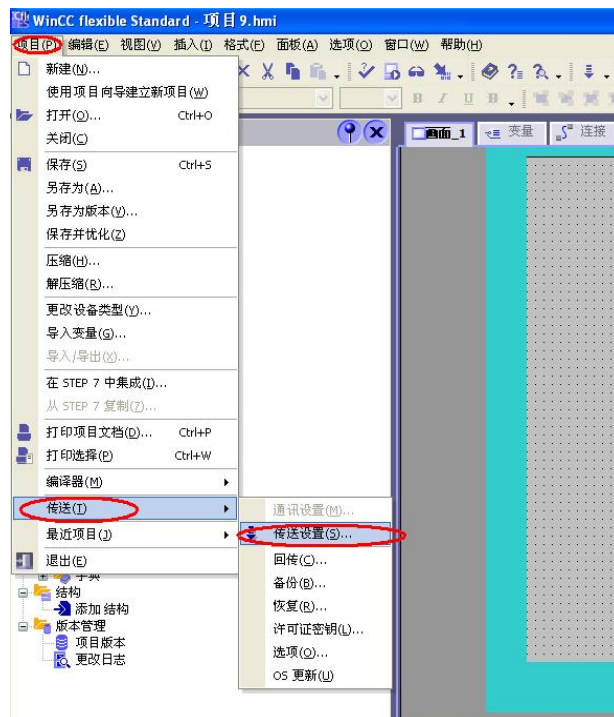 WinCC flexible Standard - 项目9.hmi
项目(P) 编辑(E) 视图(V) 插入(I) 格式(F) 面板(A) 选项(O) 窗口(W) 帮助(H)
新建(N)...
使用项目向导建立新项目(W)
打开(O)... Ctrl+O
关闭(C)
画面_1 变量 连接
保存(S) Ctrl+S
另存为(A)...
另存为版本(V)...
保存并优化(Z)
压缩(H)...
解压缩(R)...
更改设备类型(Y)...
导入变量(G)...
导入/导出(X)...
在 STEP 7 中集成(I)...
从 STEP 7 复制(7)...
打印项目文档(D)... Ctrl+P
打印选择(P) Ctrl+W
编译器(M)
传送(T)
最近项目(J)
退出(E)
通讯设置(M)...
传送设置(S)...
回传(C)...
备份(B)...
恢复(R)...
许可证密钥(L)...
选项(O)...
OS 更新(U)
字典
结构
添加 结构
版本管理
项目版本
更改日志